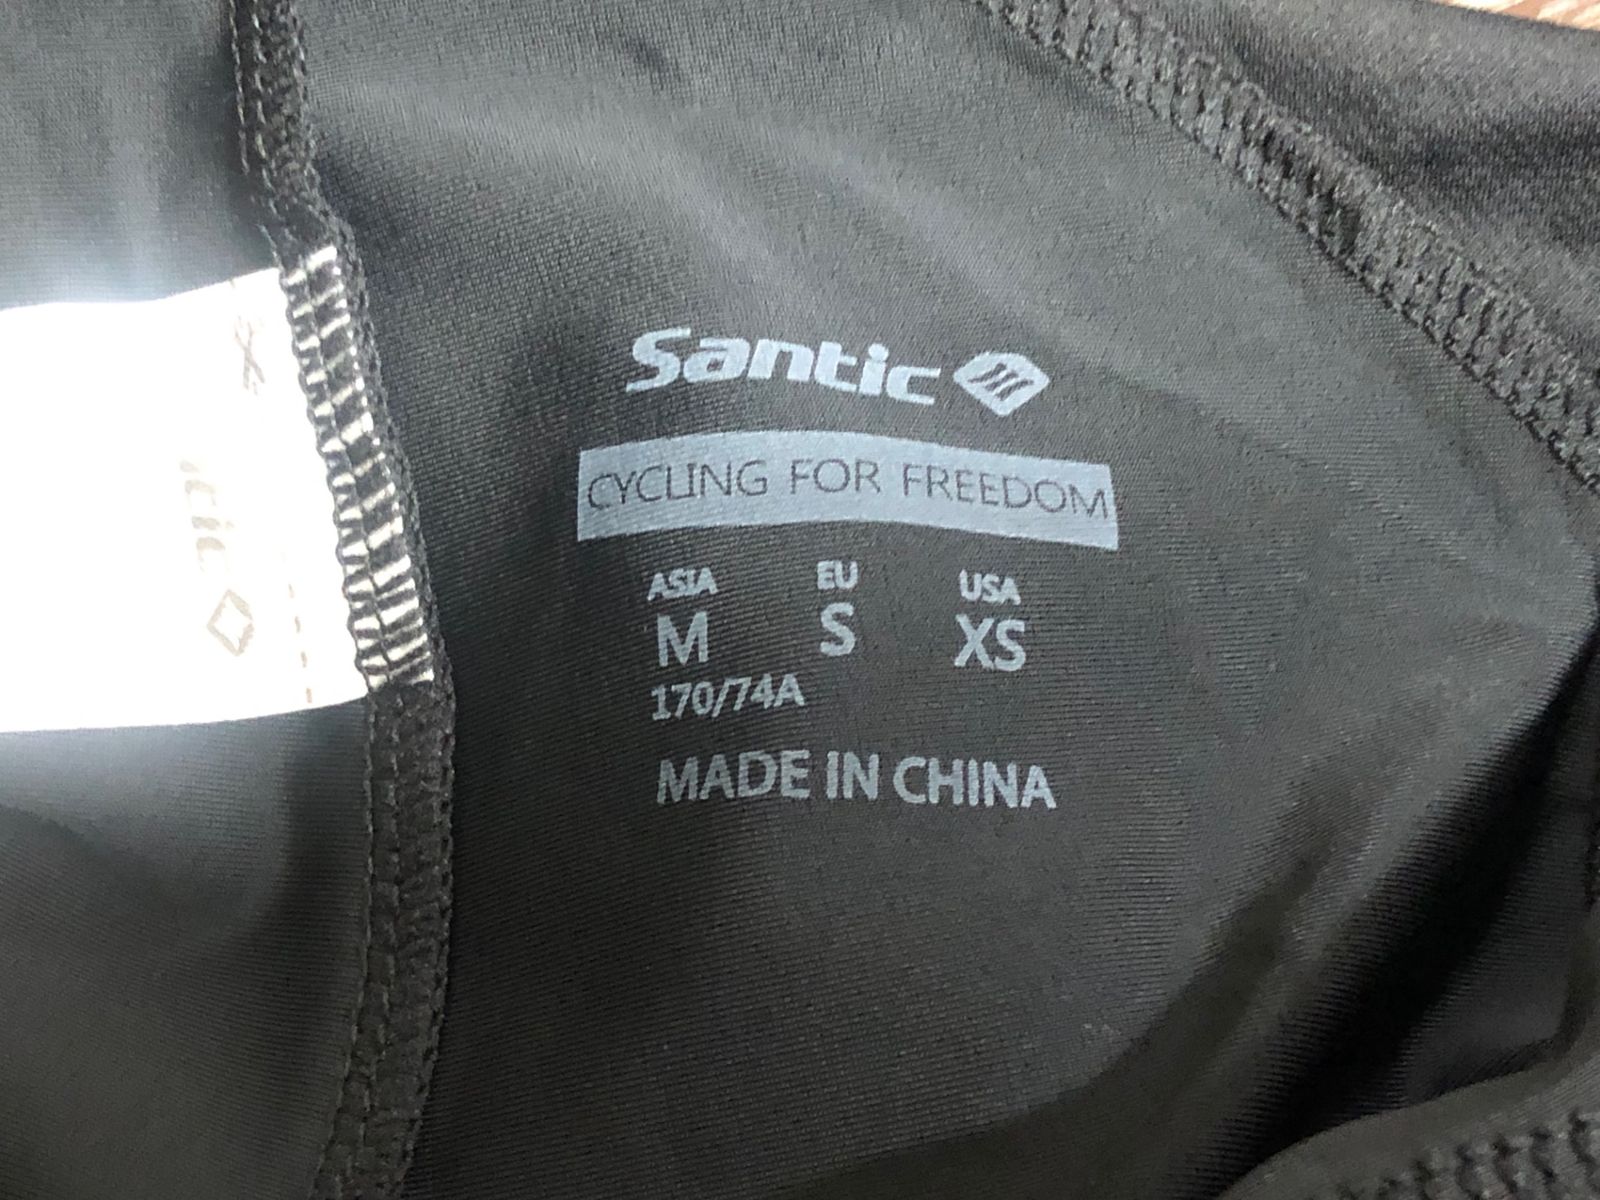 Santic
CYCLING FOR FREEDOM
ASIA EU USA
M S XS
170/74A
MADE IN CHINA